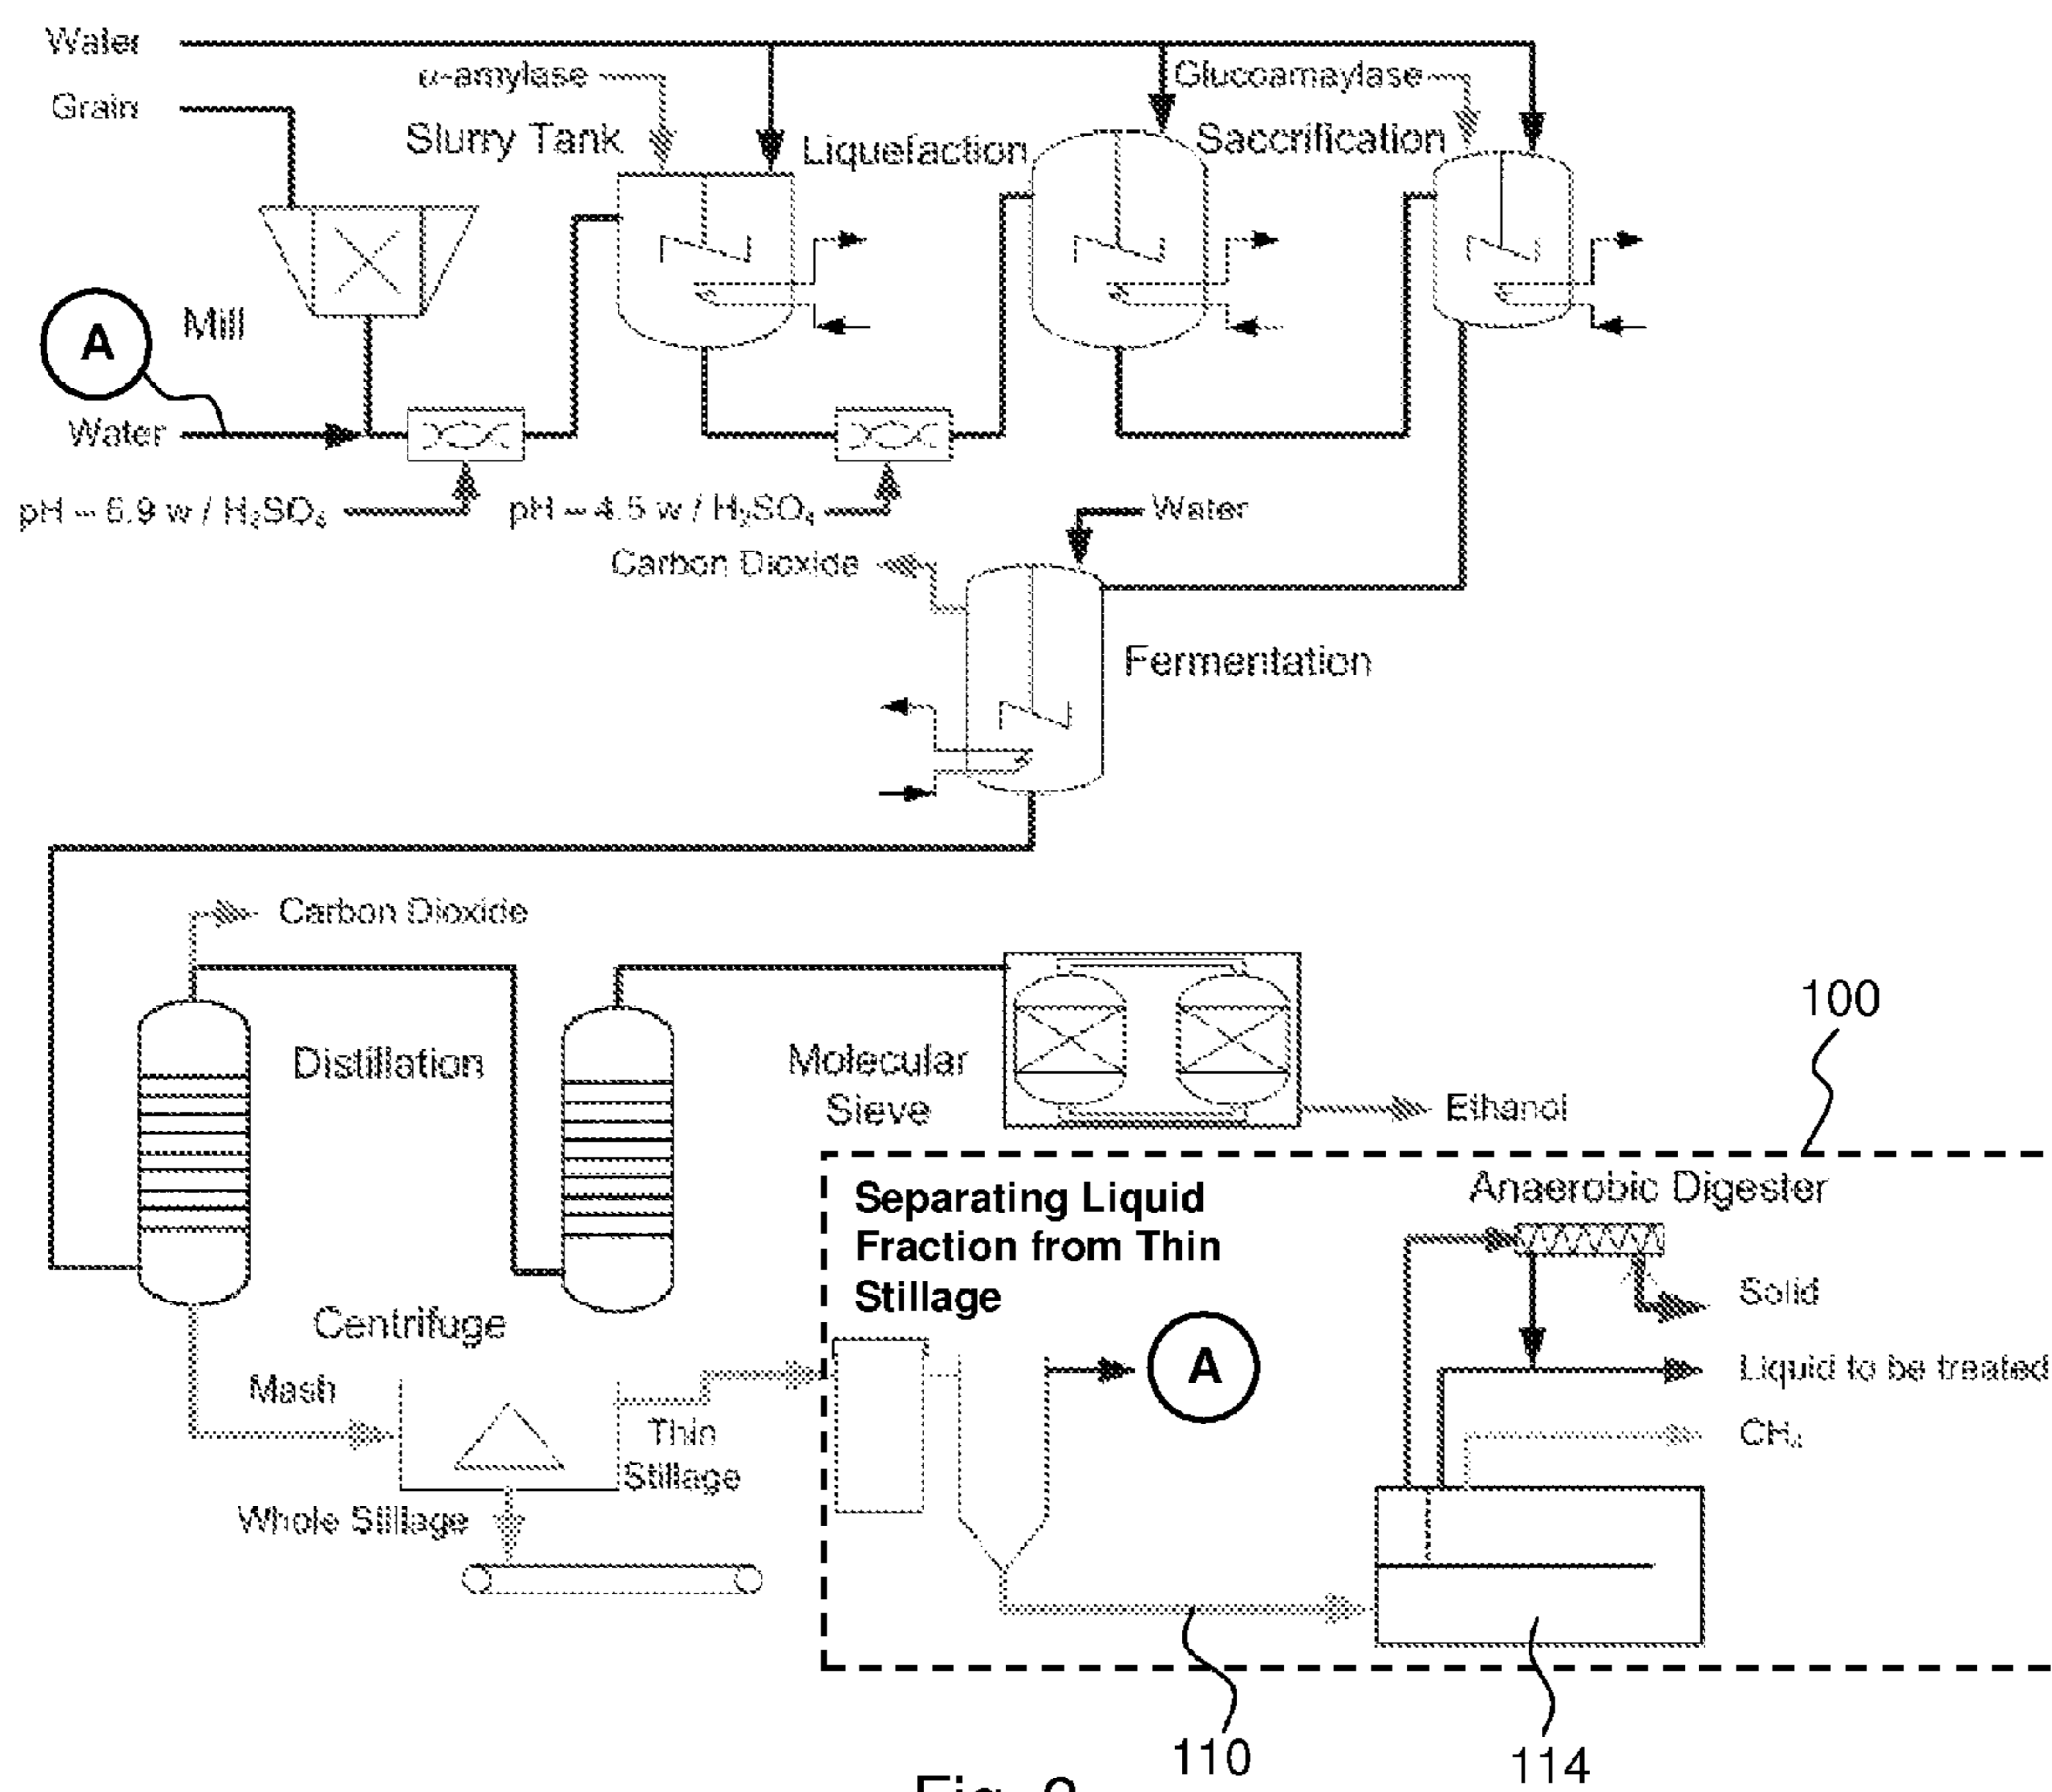 Water
Grain
α-amylase
Glucoamaylase
Slurry Tank
Liquefaction
Saccrification
A
Mill
Water
pH – 6.9 w / H₂SO₄
pH – 4.5 w / H₂SO₄
Water
Carbon Dioxide
Fermentation
Carbon Dioxide
Distillation
Molecular
Sieve
Ethanol
100
Separating Liquid
Fraction from Thin
Stillage
Anaerobic Digester
Solid
Centrifuge
A
Liquid to be treated
Mash
Thin
Stillage
CH₄
Whole Stillage
110
114